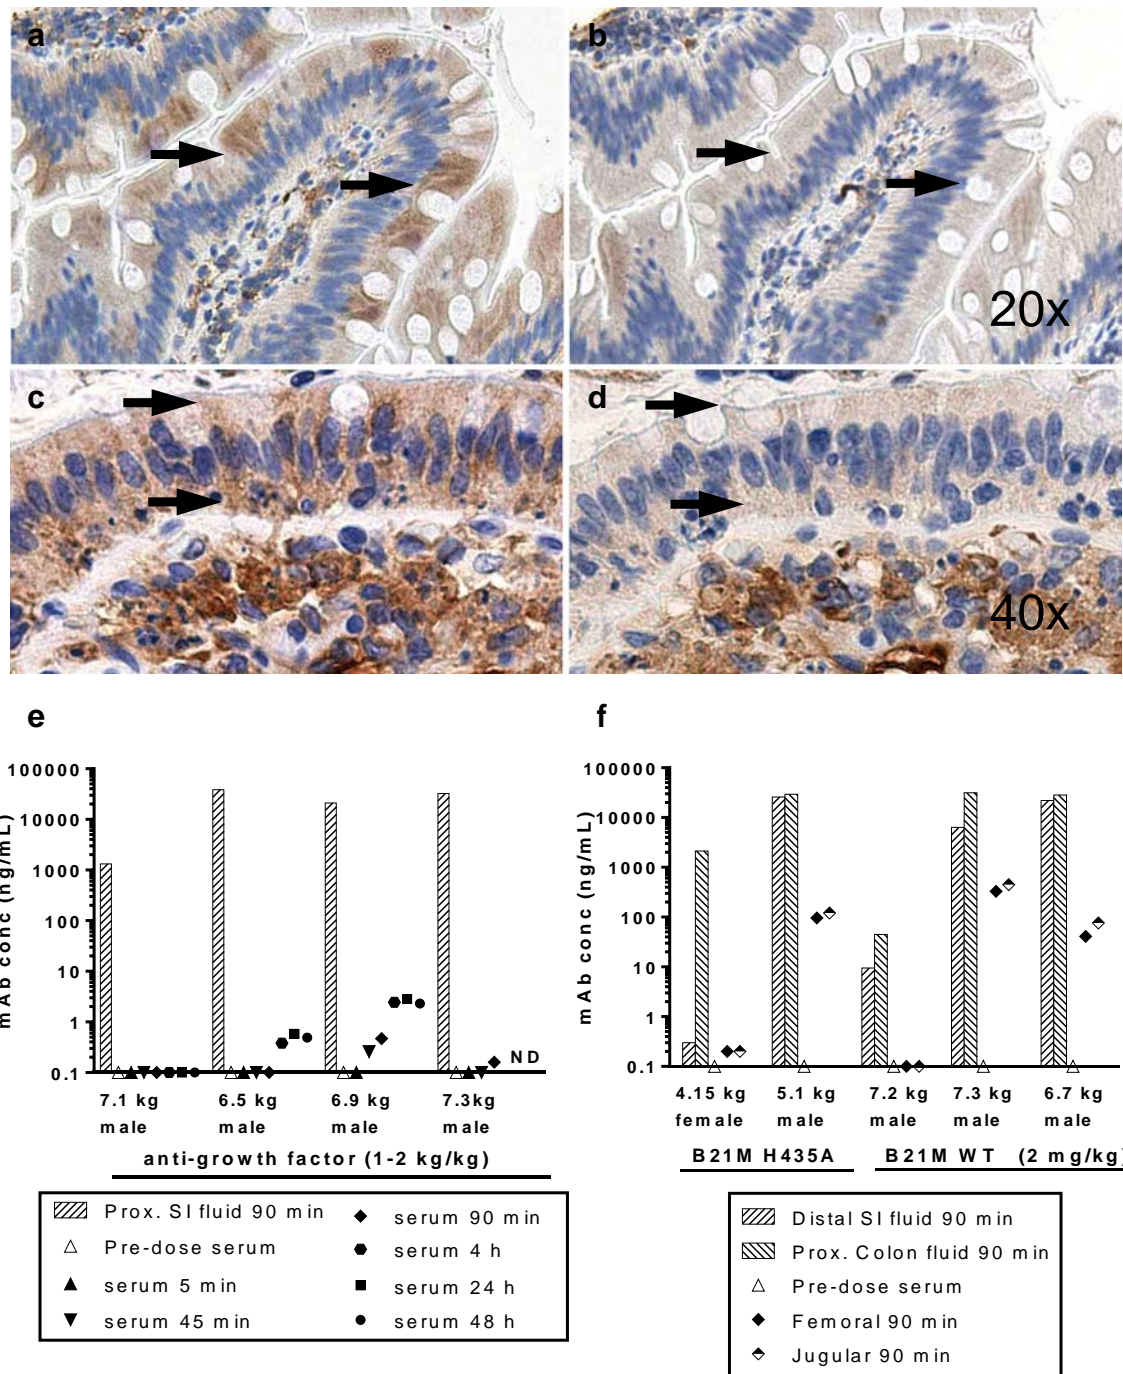 a
b
20x
c
d
40x
e
f
mAb conc (ng/mL)
100000
10000
1000
100
10
1
0.1
ND
7.1 kg
male
6.5 kg
male
6.9 kg
male
7.3kg
male
anti-growth factor (1-2 kg/kg)
Prox. SI fluid 90 min
Pre-dose serum
serum 5 min
serum 45 min
serum 90 min
serum 4 h
serum 24 h
serum 48 h
mAb conc (ng/mL)
100000
10000
1000
100
10
1
0.1
4.15 kg
female
5.1 kg
male
7.2 kg
male
7.3 kg
male
6.7 kg
male
B21M H435A
B21M WT (2 mg/kg)
Distal SI fluid 90 min
Prox. Colon fluid 90 min
Pre-dose serum
Femoral 90 min
Jugular 90 min